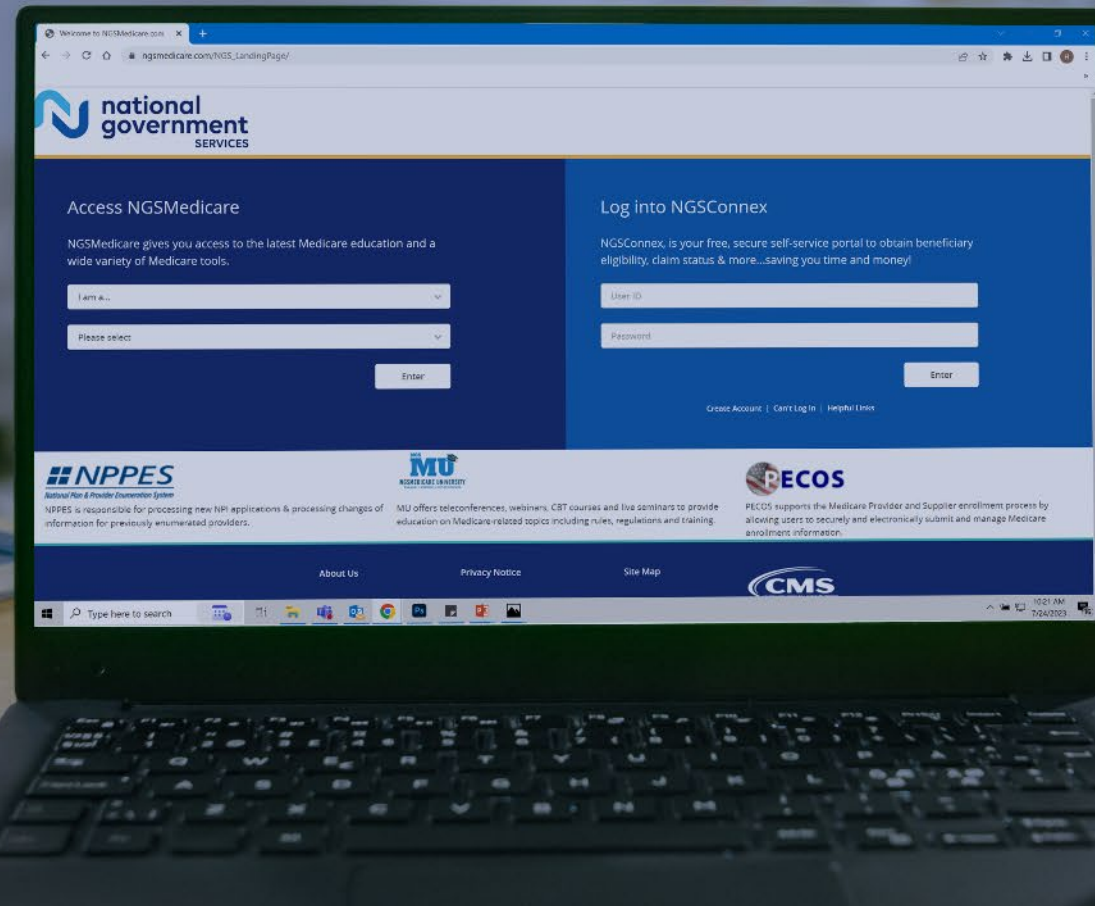 Welcome to NGSMedicare.com
ngsmedicare.com/NGS_LandingPage/
national
government
SERVICES
Access NGSMedicare
NGSMedicare gives you access to the latest Medicare education and a
wide variety of Medicare tools.
I am a...
Please select
Enter
Log into NGSConnex
NGSConnex, is your free, secure self-service portal to obtain beneficiary
eligibility, claim status & more...saving you time and money!
User ID
Password
Enter
Create Account | Can't Log In | Helpful Links
NPPES
National Plan & Provider Enumeration System
NPPES is responsible for processing new NPI applications & processing changes of
information for previously enumerated providers.
MU
NGSMEDICARE UNIVERSITY
MU offers teleconferences, webinars, CBT courses and live seminars to provide
education on Medicare-related topics including rules, regulations and training.
PECOS
PECOS supports the Medicare Provider and Supplier enrollment process by
allowing users to securely and electronically submit and manage Medicare
enrollment information.
About Us
Privacy Notice
Site Map
CMS
Type here to search
10:21 AM
7/24/2023